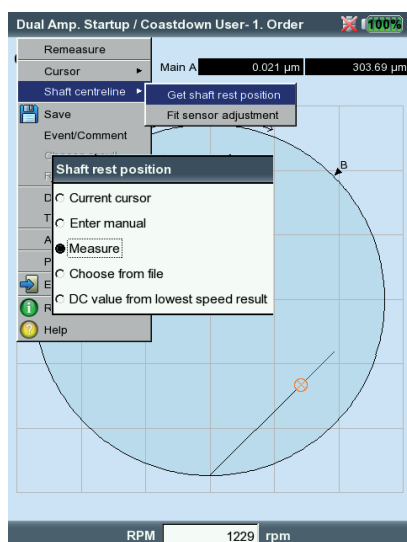 Dual Amp. Startup / Coastdown User- 1. Order 100%
Remeasure
Cursor
Main A 0.021 µm 303.69 µm
Shaft centreline
Get shaft rest position
Save
Fit sensor adjustment
Event/Comment
B
Shaft rest position
Current cursor
Enter manual
Measure
Choose from file
DC value from lowest speed result
Help
RPM 1229 rpm